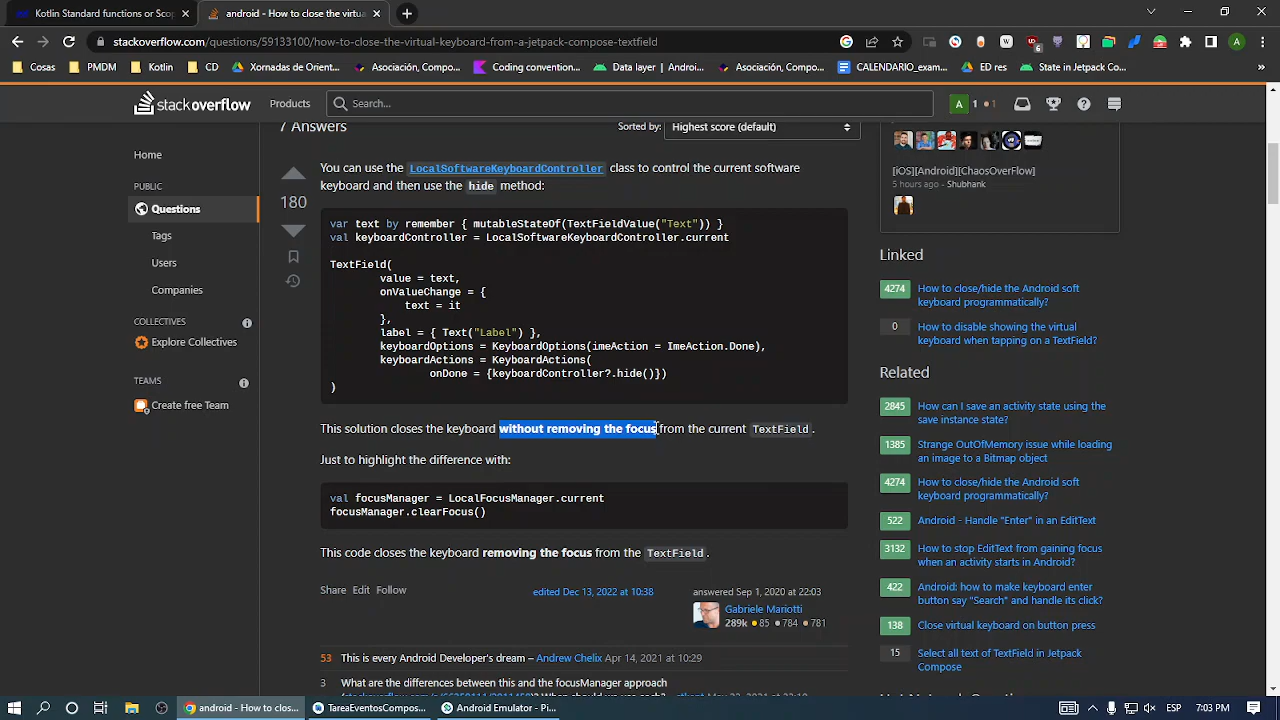 Kotlin Standard functions or Scop
android - How to close the virtua
stackoverflow.com/questions/59133100/how-to-close-the-virtual-keyboard-from-a-jetpack-compose-textfield
Cosas
PMDM
Kotlin
CD
Xornadas de Orient...
Asociación, Compo...
Coding convention...
Data layer | Androi...
Asociación, Compo...
CALENDARIO_exam...
ED res
State in Jetpack Co...
stackoverflow
Products
Search...
A
1
1
7 Answers
Sorted by:
Highest score (default)
Home
PUBLIC
Questions
Tags
Users
Companies
COLLECTIVES
Explore Collectives
TEAMS
Create free Team
180
You can use the LocalSoftwareKeyboardController class to control the current software
keyboard and then use the hide method:
var text by remember { mutableStateOf(TextFieldValue("Text")) }
val keyboardController = LocalSoftwareKeyboardController.current
TextField(
value = text,
onValueChange = {
text = it
},
label = { Text("Label") },
keyboardOptions = KeyboardOptions(imeAction = ImeAction.Done),
keyboardActions = KeyboardActions(
onDone = {keyboardController?.hide()})
)
This solution closes the keyboard without removing the focus from the current TextField.
Just to highlight the difference with:
val focusManager = LocalFocusManager.current
focusManager.clearFocus()
This code closes the keyboard removing the focus from the TextField.
Share Edit Follow
edited Dec 13, 2022 at 10:38
answered Sep 1, 2020 at 22:03
Gabriele Mariotti
289k 85 784 781
53 This is every Android Developer's dream – Andrew Chelix Apr 14, 2021 at 10:29
3 What are the differences between this and the focusManager approach
[iOS][Android][ChaosOverFlow]
5 hours ago - Shubhank
Linked
4274 How to close/hide the Android soft
keyboard programmatically?
0 How to disable showing the virtual
keyboard when tapping on a TextField?
Related
2845 How can I save an activity state using the
save instance state?
1385 Strange OutOfMemory issue while loading
an image to a Bitmap object
4274 How to close/hide the Android soft
keyboard programmatically?
522 Android - Handle "Enter" in an EditText
3132 How to stop EditText from gaining focus
when an activity starts in Android?
422 Android: how to make keyboard enter
button say "Search" and handle its click?
138 Close virtual keyboard on button press
15 Select all text of TextField in Jetpack
Compose
android - How to clos...
TareaEventosCompos...
Android Emulator - Pi...
ESP
7:03 PM